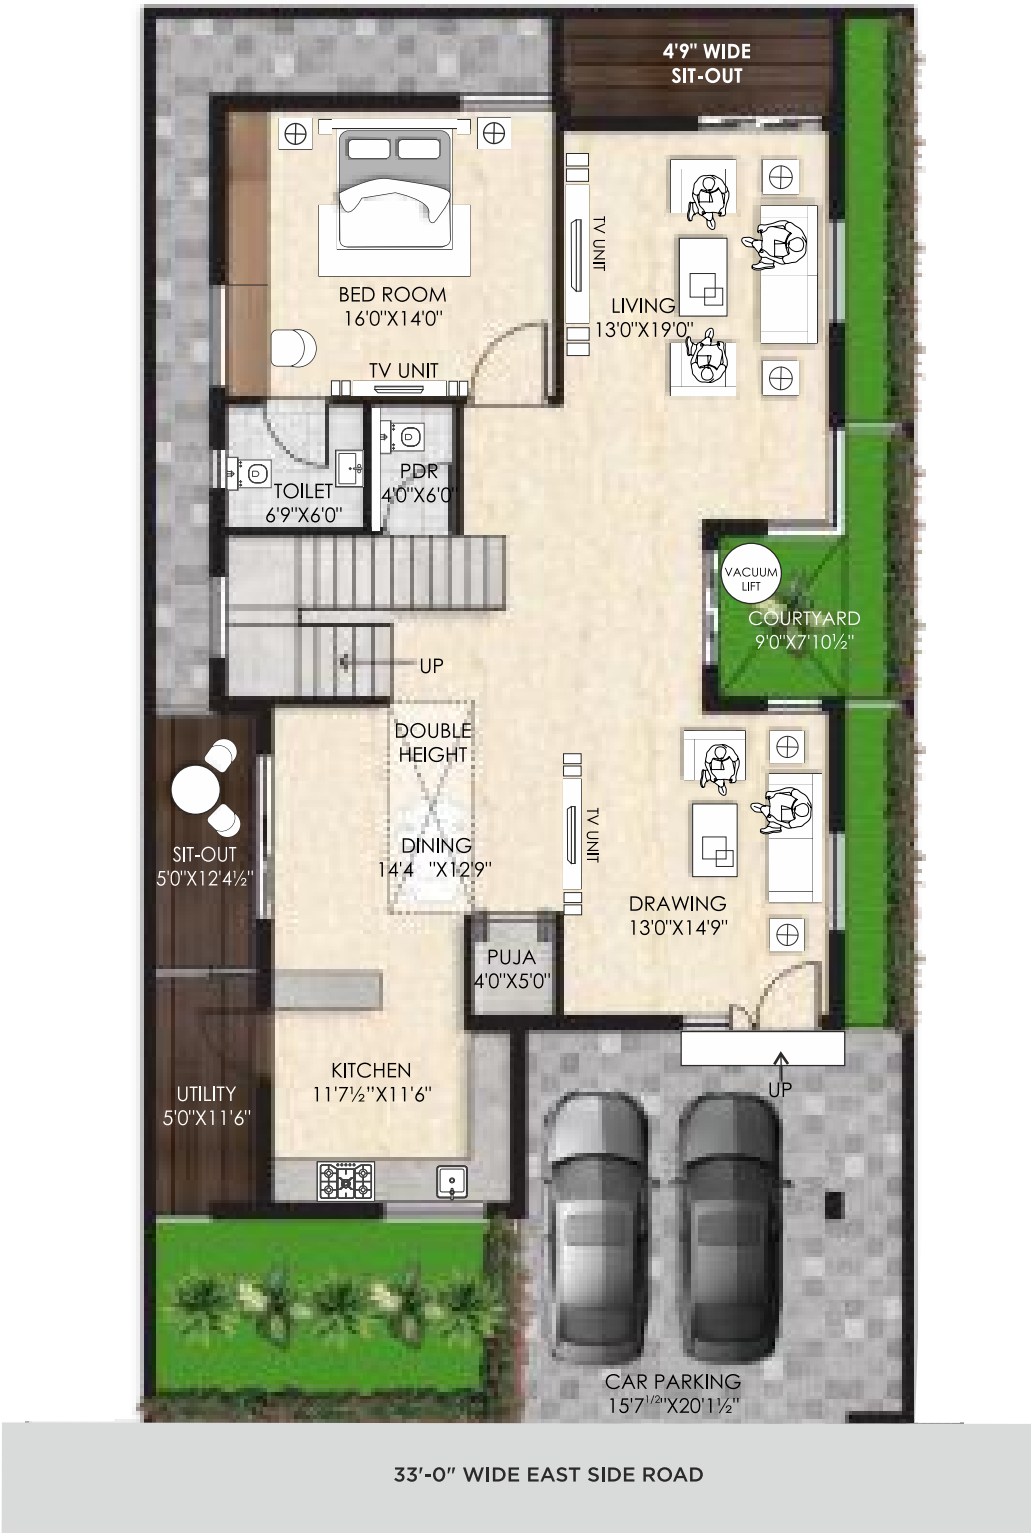 4'9" WIDE
SIT-OUT
TV UNIT
BED ROOM
16'0"X14'0"
LIVING
13'0"X19'0"
TV UNIT
PDR
4'0"X6'0"
TOILET
6'9"X6'0"
VACUUM
LIFT
COURTYARD
9'0"X7'10½"
UP
DOUBLE
HEIGHT
TV UNIT
DINING
14'4 "X12'9"
SIT-OUT
5'0"X12'4½"
DRAWING
13'0"X14'9"
PUJA
4'0"X5'0"
KITCHEN
11'7½"X11'6"
UTILITY
5'0"X11'6"
UP
CAR PARKING
15'7½"X20'1½"
33'-0" WIDE EAST SIDE ROAD